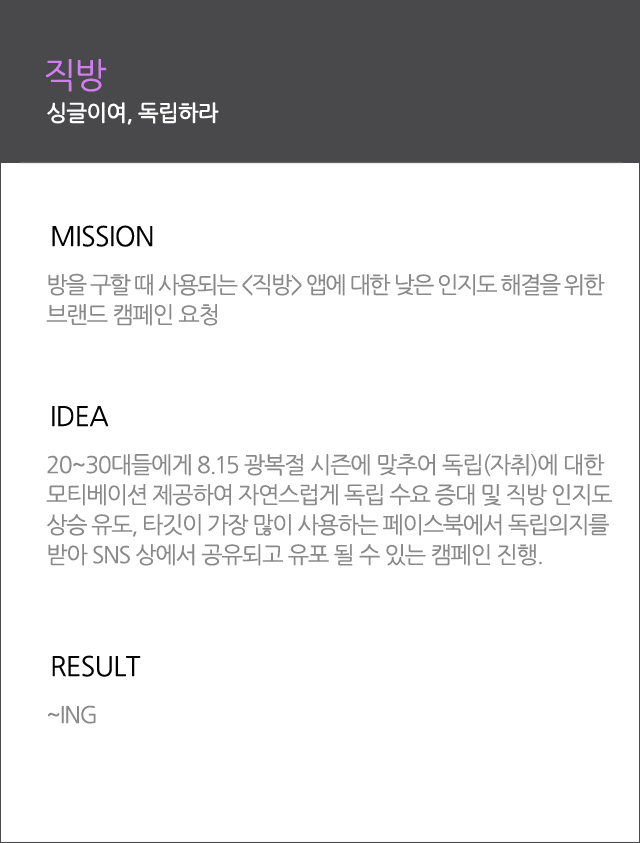 직방
싱글이여, 독립하라
MISSION
방을 구할 때 사용되는 <직방> 앱에 대한 낮은 인지도 해결을 위한
브랜드 캠페인 요청
IDEA
20~30대들에게 8.15 광복절 시즌에 맞추어 독립(자취)에 대한
모티베이션 제공하여 자연스럽게 독립 수요 증대 및 직방 인지도
상승 유도, 타깃이 가장 많이 사용하는 페이스북에서 독립의지를
받아 SNS 상에서 공유되고 유포 될 수 있는 캠페인 진행.
RESULT
~ING